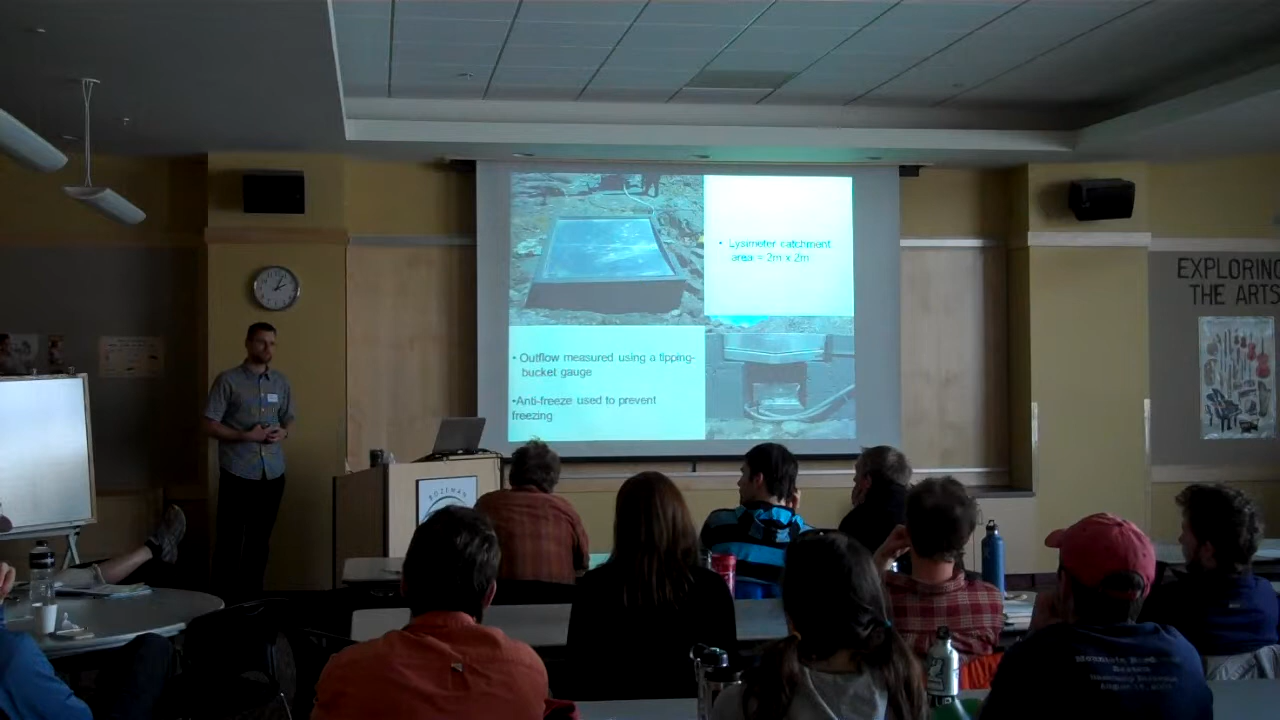 • Lysimeter catchment
area = 2m x 2m
• Outflow measured using a tipping-
bucket gauge
•Anti-freeze used to prevent
freezing
EXPLORING
THE ARTS
BOZEMAN